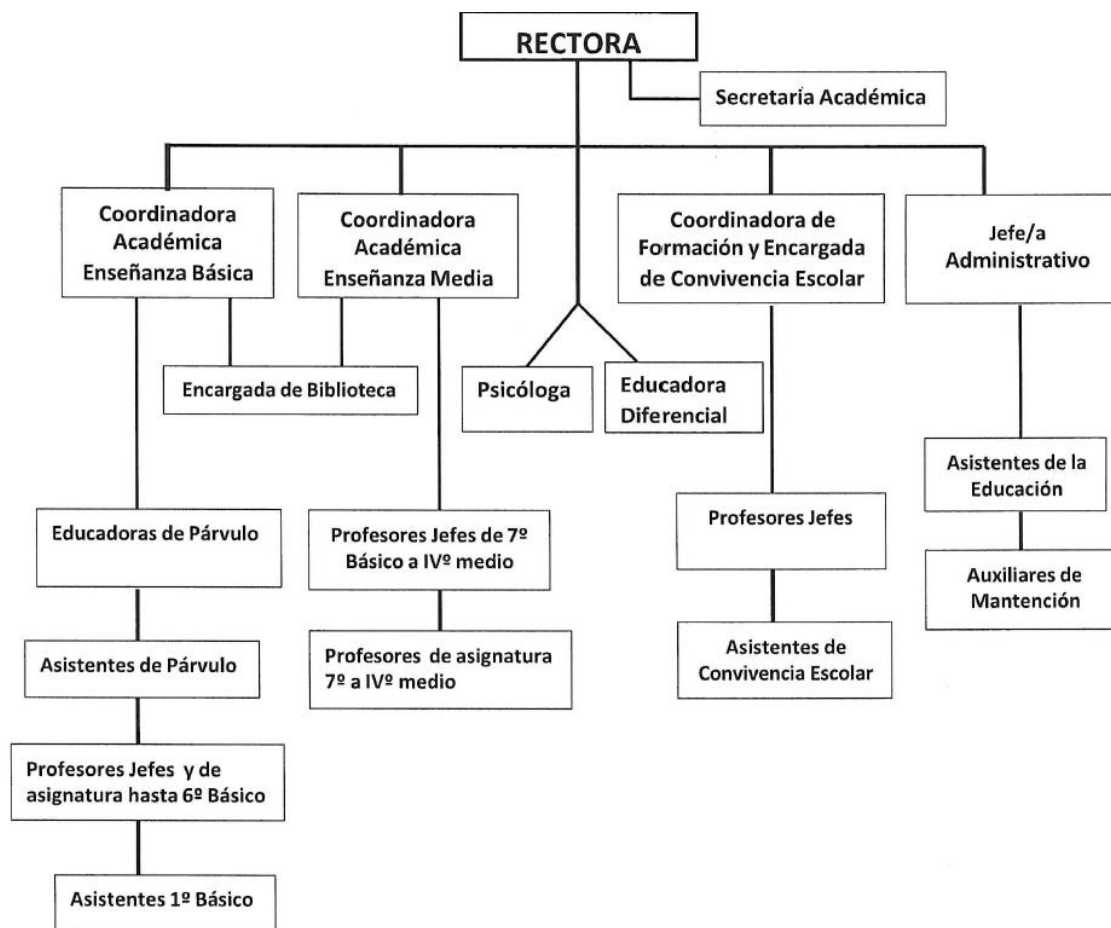 RECTORA
Secretaría Académica
Coordinadora
Académica
Enseñanza Básica
Coordinadora
Académica
Enseñanza Media
Coordinadora de
Formación y Encargada
de Convivencia Escolar
Jefe/a
Administrativo
Encargada de Biblioteca
Psicóloga
Educadora
Diferencial
Asistentes de la
Educación
Educadoras de Párvulo
Profesores Jefes de 7º
Básico a IVº medio
Profesores Jefes
Auxiliares de
Mantención
Asistentes de Párvulo
Profesores de asignatura
7º a IVº medio
Asistentes de
Convivencia Escolar
Profesores Jefes y de
asignatura hasta 6º Básico
Asistentes 1º Básico